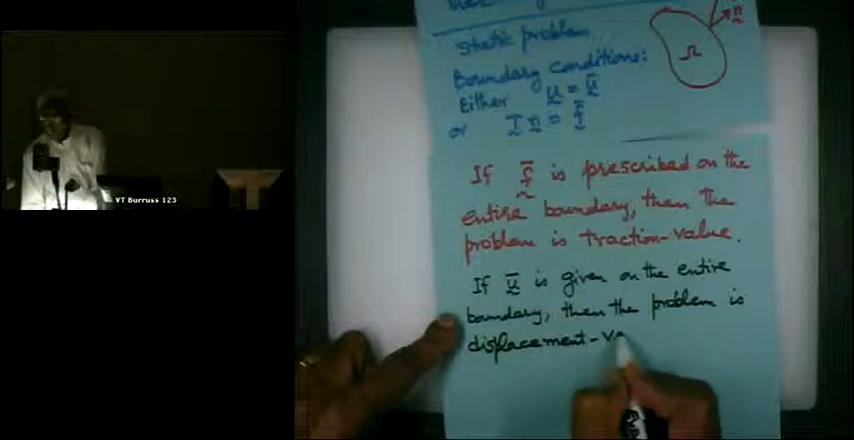 Static problem
Boundary conditions:
Either u = ū
or T n = f̄
Ω
n
If f̄ is prescribed on the
entire boundary, then the
problem is traction-value.
If ū is given on the entire
boundary, then the problem is
displacement-va
VT Burruss 123